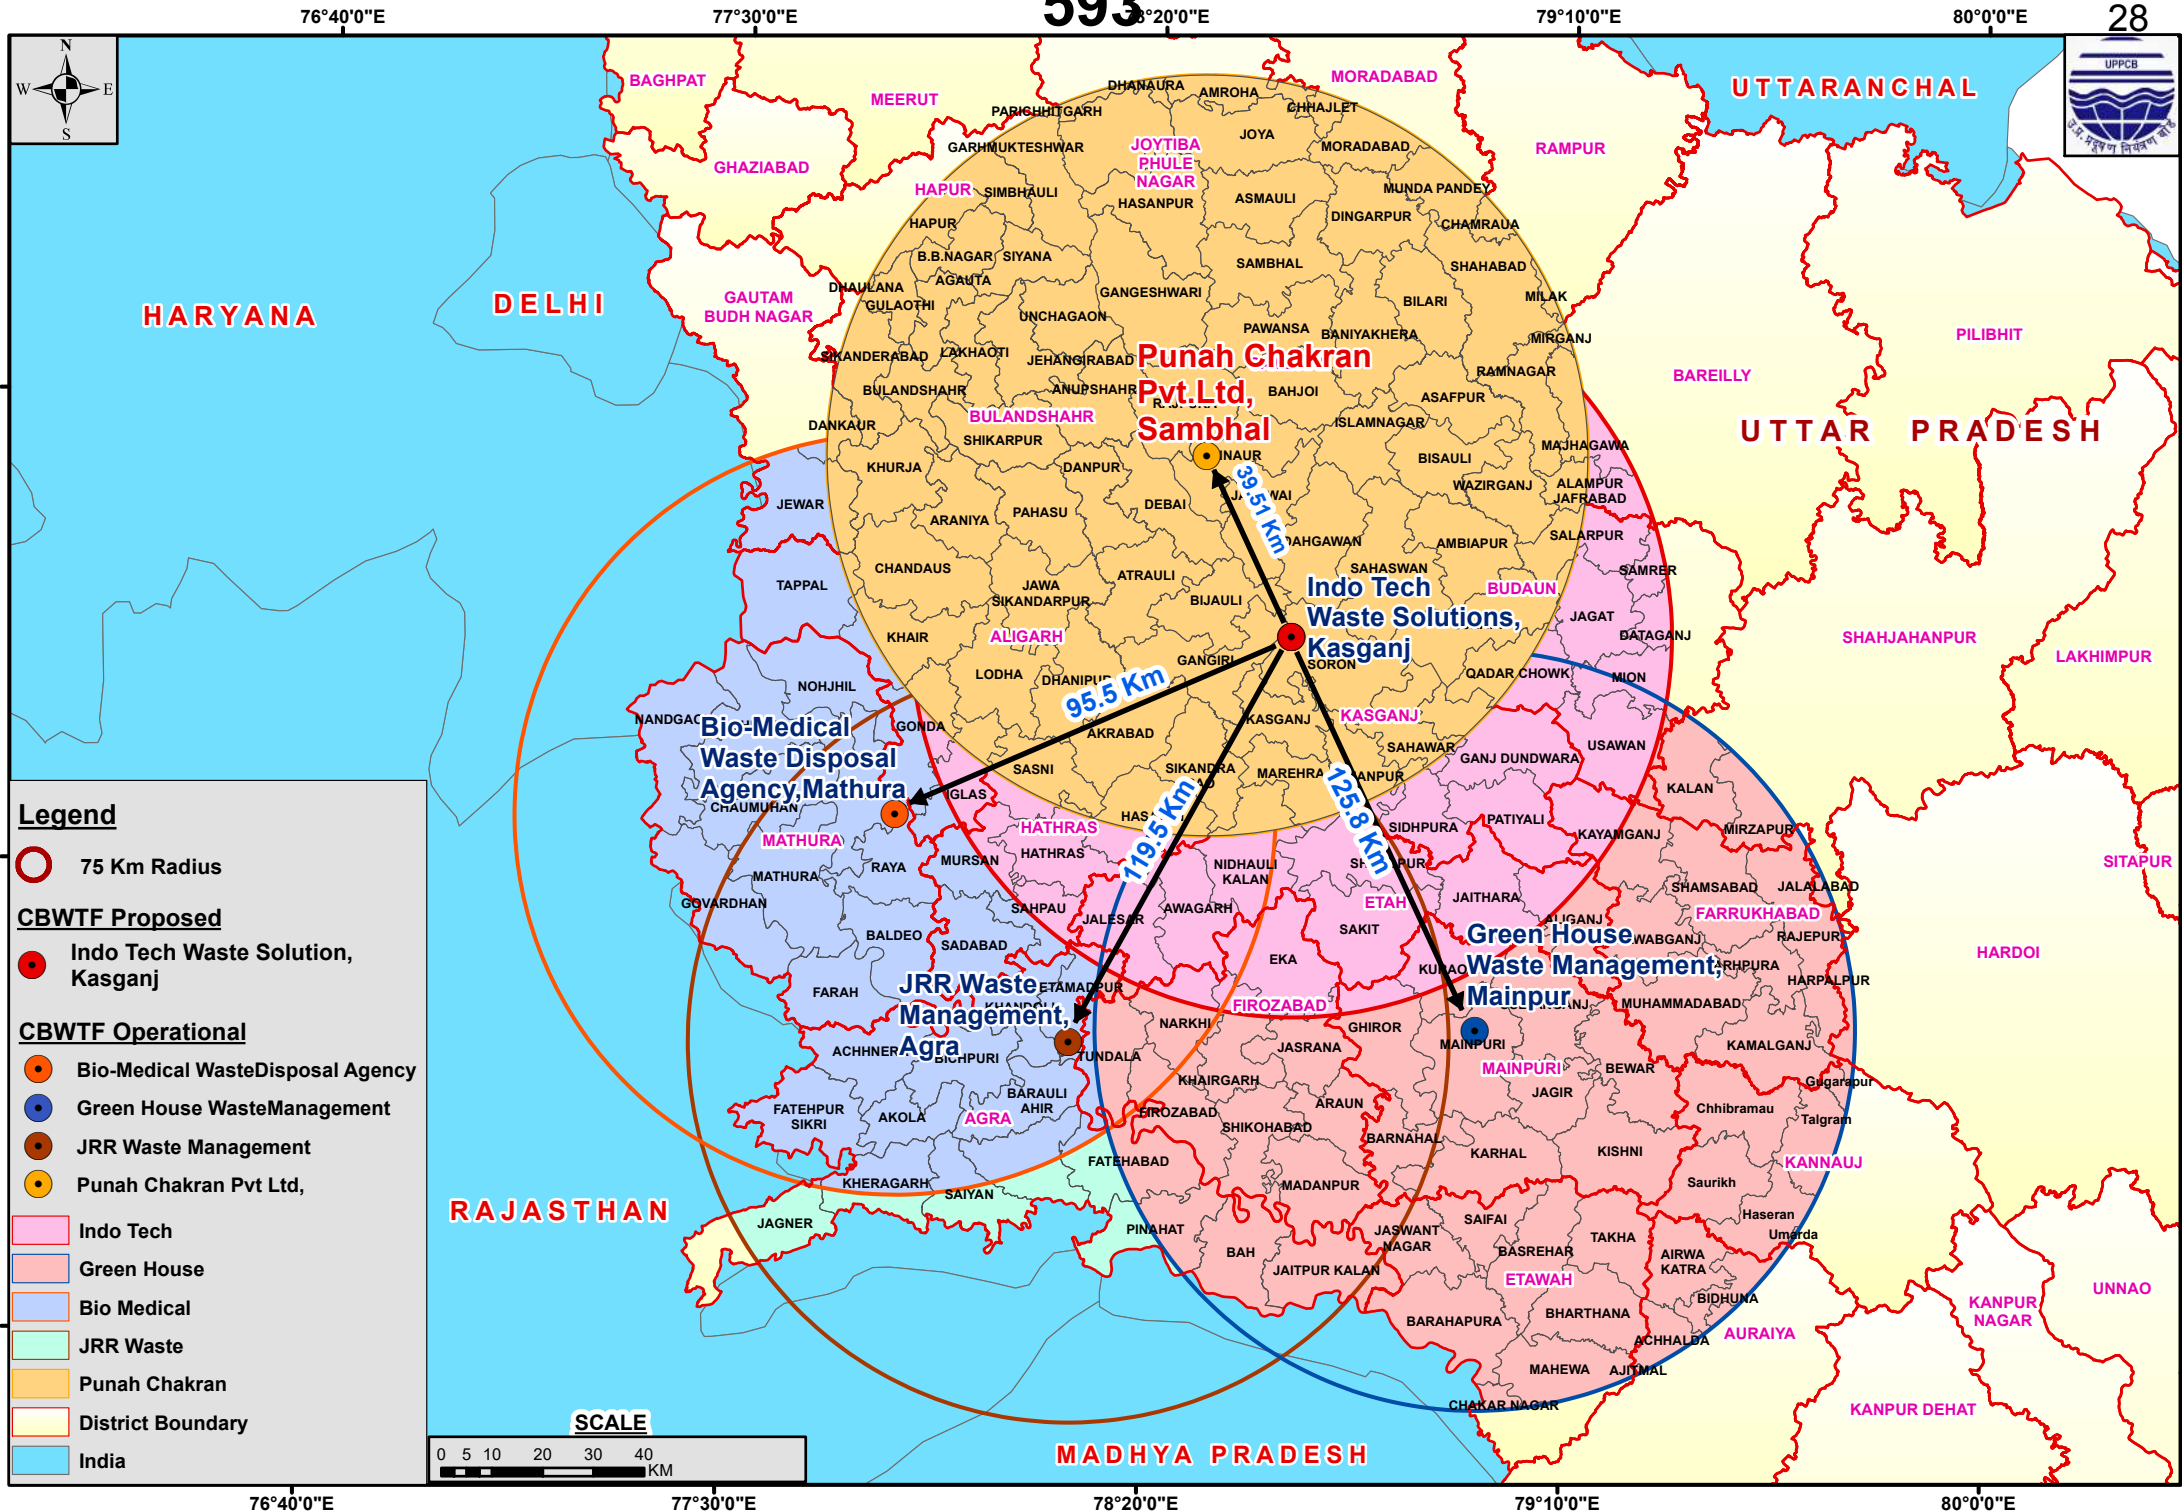 593
28
76°40'0"E
77°30'0"E
78°20'0"E
79°10'0"E
80°0'0"E
N
W
E
S
UPPCB
उ.प्र. प्रदूषण नियंत्रण बोर्ड
BAGHPAT
MEERUT
MORADABAD
UTTARANCHAL
DHANAURA
AMROHA
CHHAJLET
PARICHHITGARH
JOYA
GARHMUKTESHWAR
JOYTIBA
PHULE
NAGAR
MORADABAD
RAMPUR
GHAZIABAD
HAPUR
SIMBHAULI
HASANPUR
ASMAULI
MUNDA PANDEY
DINGARPUR
CHAMRAUA
HAPUR
B.B.NAGAR
SIYANA
SAMBHAL
SHAHABAD
AGAUTA
DHAULANA
GULAOTHI
GANGESHWARI
BILARI
MILAK
GAUTAM
BUDH NAGAR
HARYANA
DELHI
UNCHAGAON
PAWANSA
BANIYAKHERA
MIRGANJ
PILIBHIT
SIKANDERABAD
LAKHAOTI
JEHANGIRABAD
Punah Chakran
Pvt.Ltd,
Sambhal
RAMNAGAR
BAREILLY
BULANDSHAHR
ANUPSHAHR
BAHJOI
ASAFPUR
BULANDSHAHR
ISLAMNAGAR
DANKAUR
SHIKARPUR
MAJHAGAWA
UTTAR PRADESH
KHURJA
DANPUR
BISAULI
WAZIRGANJ
ALAMPUR
JAFRABAD
39.51 Km
JEWAR
DEBAI
ARANIYA
PAHASU
SALARPUR
AMBIAPUR
CHANDAUS
ATRAULI
SAHASWAN
SAMRER
TAPPAL
JAWA
SIKANDARPUR
BIJAULI
Indo Tech
Waste Solutions,
Kasganj
BUDAUN
JAGAT
DATAGANJ
SHAHJAHANPUR
LAKHIMPUR
KHAIR
ALIGARH
GANGIRI
SORON
LODHA
DHANIPUR
QADAR CHOWK
MION
NOHJHIL
95.5 Km
Bio-Medical
Waste Disposal
Agency,Mathura
GONDA
AKRABAD
KASGANJ
KASGANJ
SAHAWAR
USAWAN
GANJ DUNDWARA
SASNI
SIKANDRA
MAREHRA
KALAN
CHAUMUHAN
IGLAS
119.5 Km
125.8 Km
SIDHPURA
PATIYALI
KAYAMGANJ
MIRZAPUR
MATHURA
HATHRAS
HATHRAS
NIDHAULI
KALAN
SITAPUR
MURSAN
RAYA
MATHURA
GOVARDHAN
SAHPAU
JALESAR
AWAGARH
ETAH
JAITHARA
SHAMSABAD
JALALABAD
FARRUKHABAD
ALIGANJ
RAJEPUR
BALDEO
SADABAD
SAKIT
EKA
Green House
Waste Management,
Mainpur
HARDOI
HARPALPUR
FARAH
JRR Waste
Management,
Agra
ETAMADPUR
FIROZABAD
MUHAMMADABAD
NARKHI
GHIROR
JASRANA
MAINPURI
KAMALGANJ
BICHPURI
TUNDALA
MAINPURI
BEWAR
Gugarapur
KHAIRGARH
JAGIR
BARAULI
AHIR
ARAUN
Chhibramau
Talgram
FATEHPUR
SIKRI
AKOLA
AGRA
FIROZABAD
SHIKOHABAD
BARNAHAL
KARHAL
KISHNI
KANNAUJ
FATEHABAD
KHERAGARH
SAIYAN
MADANPUR
Saurikh
Haseran
Umarda
RAJASTHAN
JAGNER
PINAHAT
BAH
JASWANT
NAGAR
SAIFAI
BASREHAR
TAKHA
AIRWA
KATRA
JAITPUR KALAN
ETAWAH
BIDHUNA
BARAHAPURA
BHARTHANA
ACHHALDA
AURAIYA
KANPUR
NAGAR
UNNAO
MAHEWA
AJITMAL
CHAKAR NAGAR
KANPUR DEHAT
MADHYA PRADESH
Legend
75 Km Radius
CBWTF Proposed
Indo Tech Waste Solution,
Kasganj
CBWTF Operational
Bio-Medical WasteDisposal Agency
Green House WasteManagement
JRR Waste Management
Punah Chakran Pvt Ltd,
Indo Tech
Green House
Bio Medical
JRR Waste
Punah Chakran
District Boundary
India
SCALE
0 5 10 20 30 40
KM
76°40'0"E
77°30'0"E
78°20'0"E
79°10'0"E
80°0'0"E